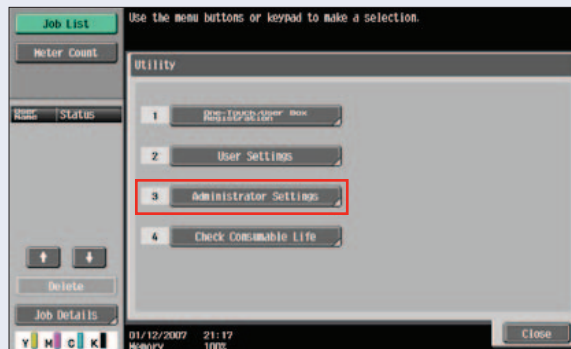 Job List
Use the menu buttons or keypad to make a selection.
Meter Count
Utility
User Name
Status
1
One-Touch/User Box Registration
2
User Settings
3
Administrator Settings
4
Check Consumable Life
↑
↓
Delete
Job Details
Y M C K
01/12/2007 21:17
Memory 100%
Close